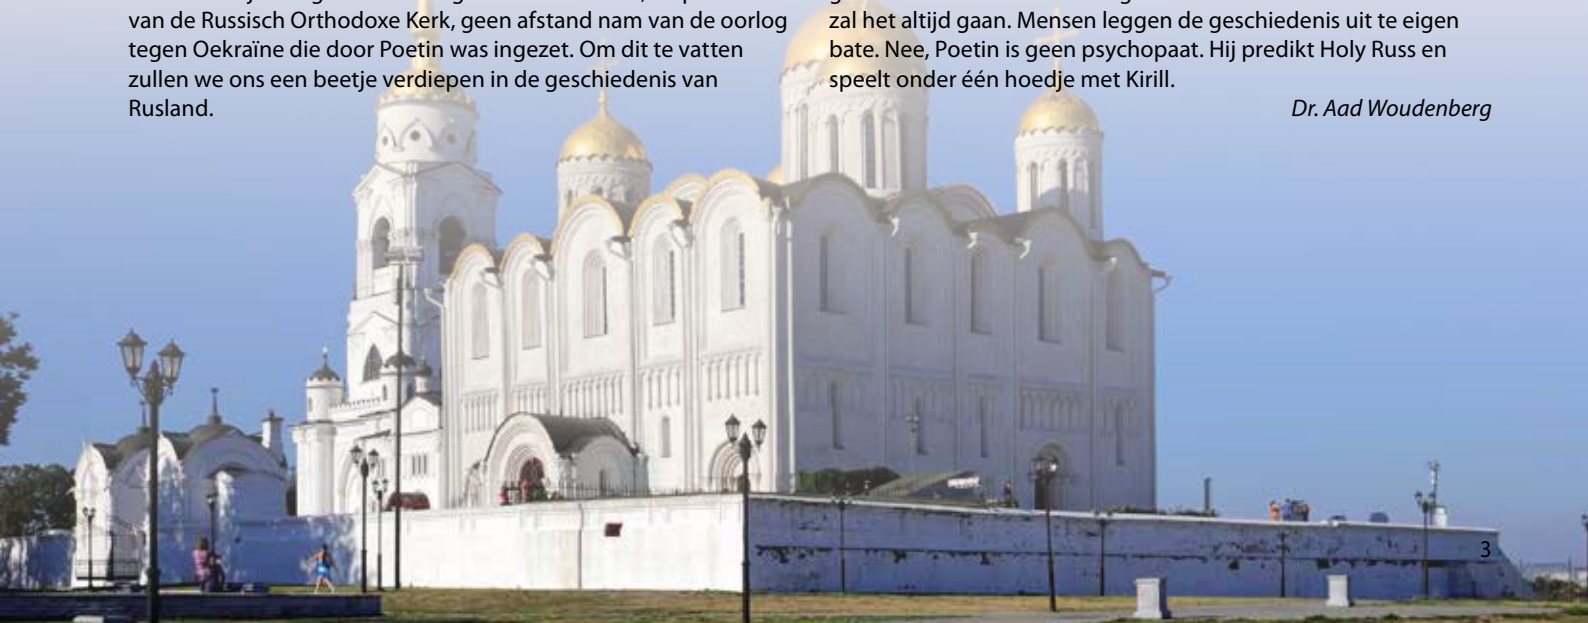 van de Russisch Orthodoxe Kerk, geen afstand nam van de oorlog
tegen Oekraïne die door Poetin was ingezet. Om dit te vatten
zullen we ons een beetje verdiepen in de geschiedenis van
Rusland.
zal het altijd gaan. Mensen leggen de geschiedenis uit te eigen
bate. Nee, Poetin is geen psychopaat. Hij predikt Holy Russ en
speelt onder één hoedje met Kirill.
Dr. Aad Woudenberg
3